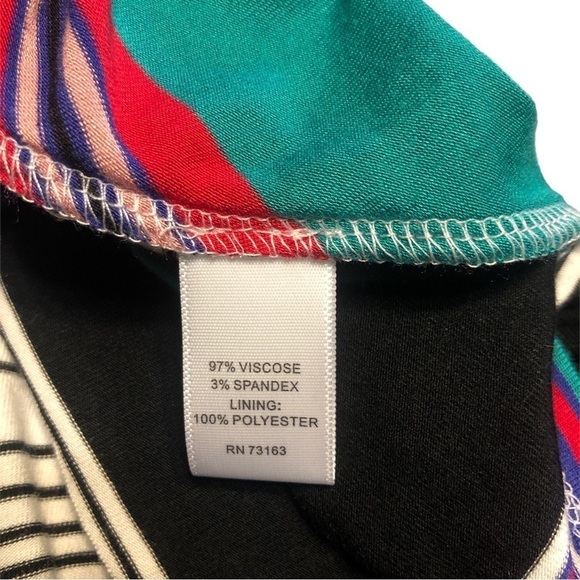 97% VISCOSE
3% SPANDEX
LINING:
100% POLYESTER
RN 73163